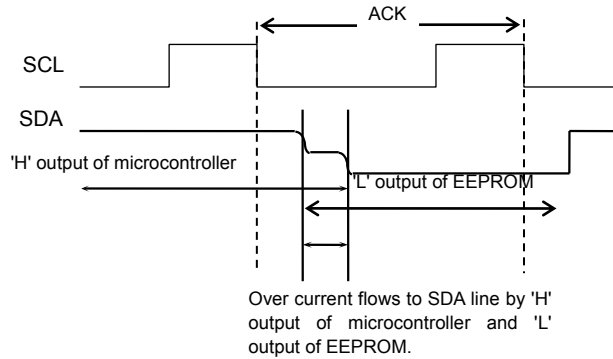 ACK
SCL
SDA
'H' output of microcontroller
'L' output of EEPROM
Over current flows to SDA line by 'H'
output of microcontroller and 'L'
output of EEPROM.